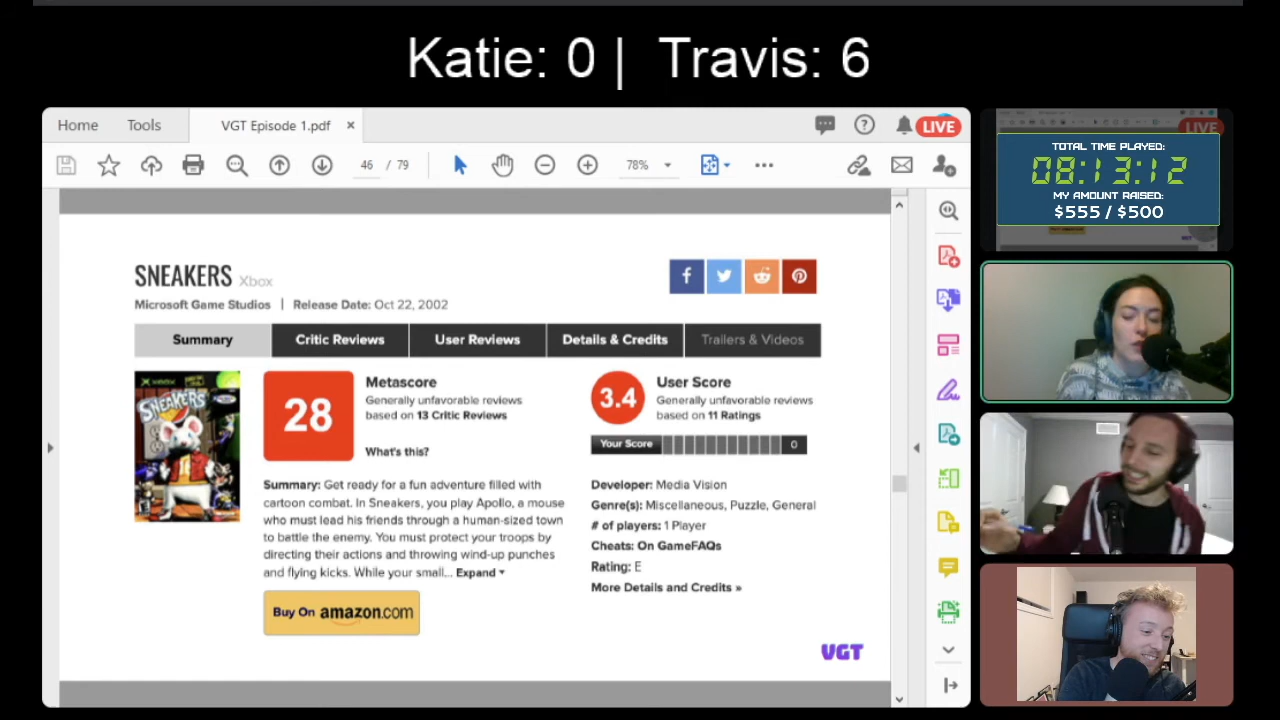 Katie: 0 | Travis: 6
Home Tools VGT Episode 1.pdf × LIVE
46 / 79 78%
TOTAL TIME PLAYED:
08:13:12
MY AMOUNT RAISED:
$555 / $500
SNEAKERS Xbox
Microsoft Game Studios | Release Date: Oct 22, 2002
Summary Critic Reviews User Reviews Details & Credits Trailers & Videos
SNEAKERS
28
Metascore
Generally unfavorable reviews
based on 13 Critic Reviews
What's this?
3.4
User Score
Generally unfavorable reviews
based on 11 Ratings
Your Score 0
Summary: Get ready for a fun adventure filled with
cartoon combat. In Sneakers, you play Apollo, a mouse
who must lead his friends through a human-sized town
to battle the enemy. You must protect your troops by
directing their actions and throwing wind-up punches
and flying kicks. While your small... Expand
Buy On amazon.com
Developer: Media Vision
Genre(s): Miscellaneous, Puzzle, General
# of players: 1 Player
Cheats: On GameFAQs
Rating: E
More Details and Credits »
VGT